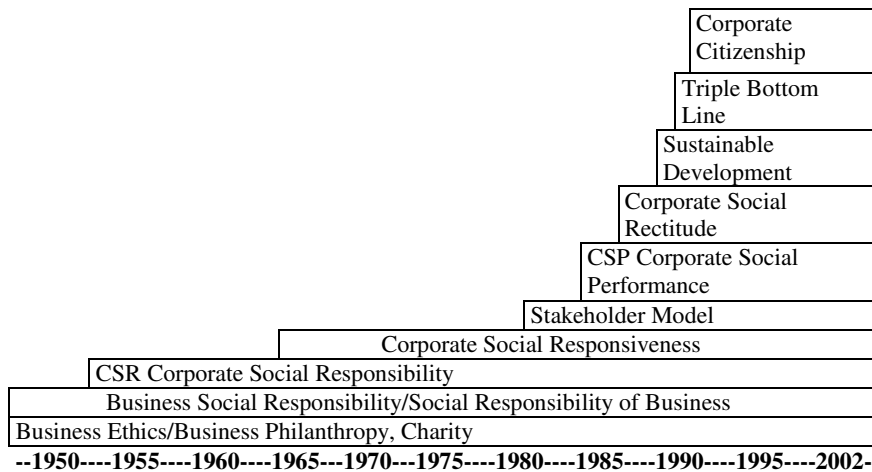 Corporate
Citizenship
Triple Bottom
Line
Sustainable
Development
Corporate Social
Rectitude
CSP Corporate Social
Performance
Stakeholder Model
Corporate Social Responsiveness
CSR Corporate Social Responsibility
Business Social Responsibility/Social Responsibility of Business
Business Ethics/Business Philanthropy, Charity
--1950----1955----1960----1965---1970---1975----1980----1985----1990----1995----2002-